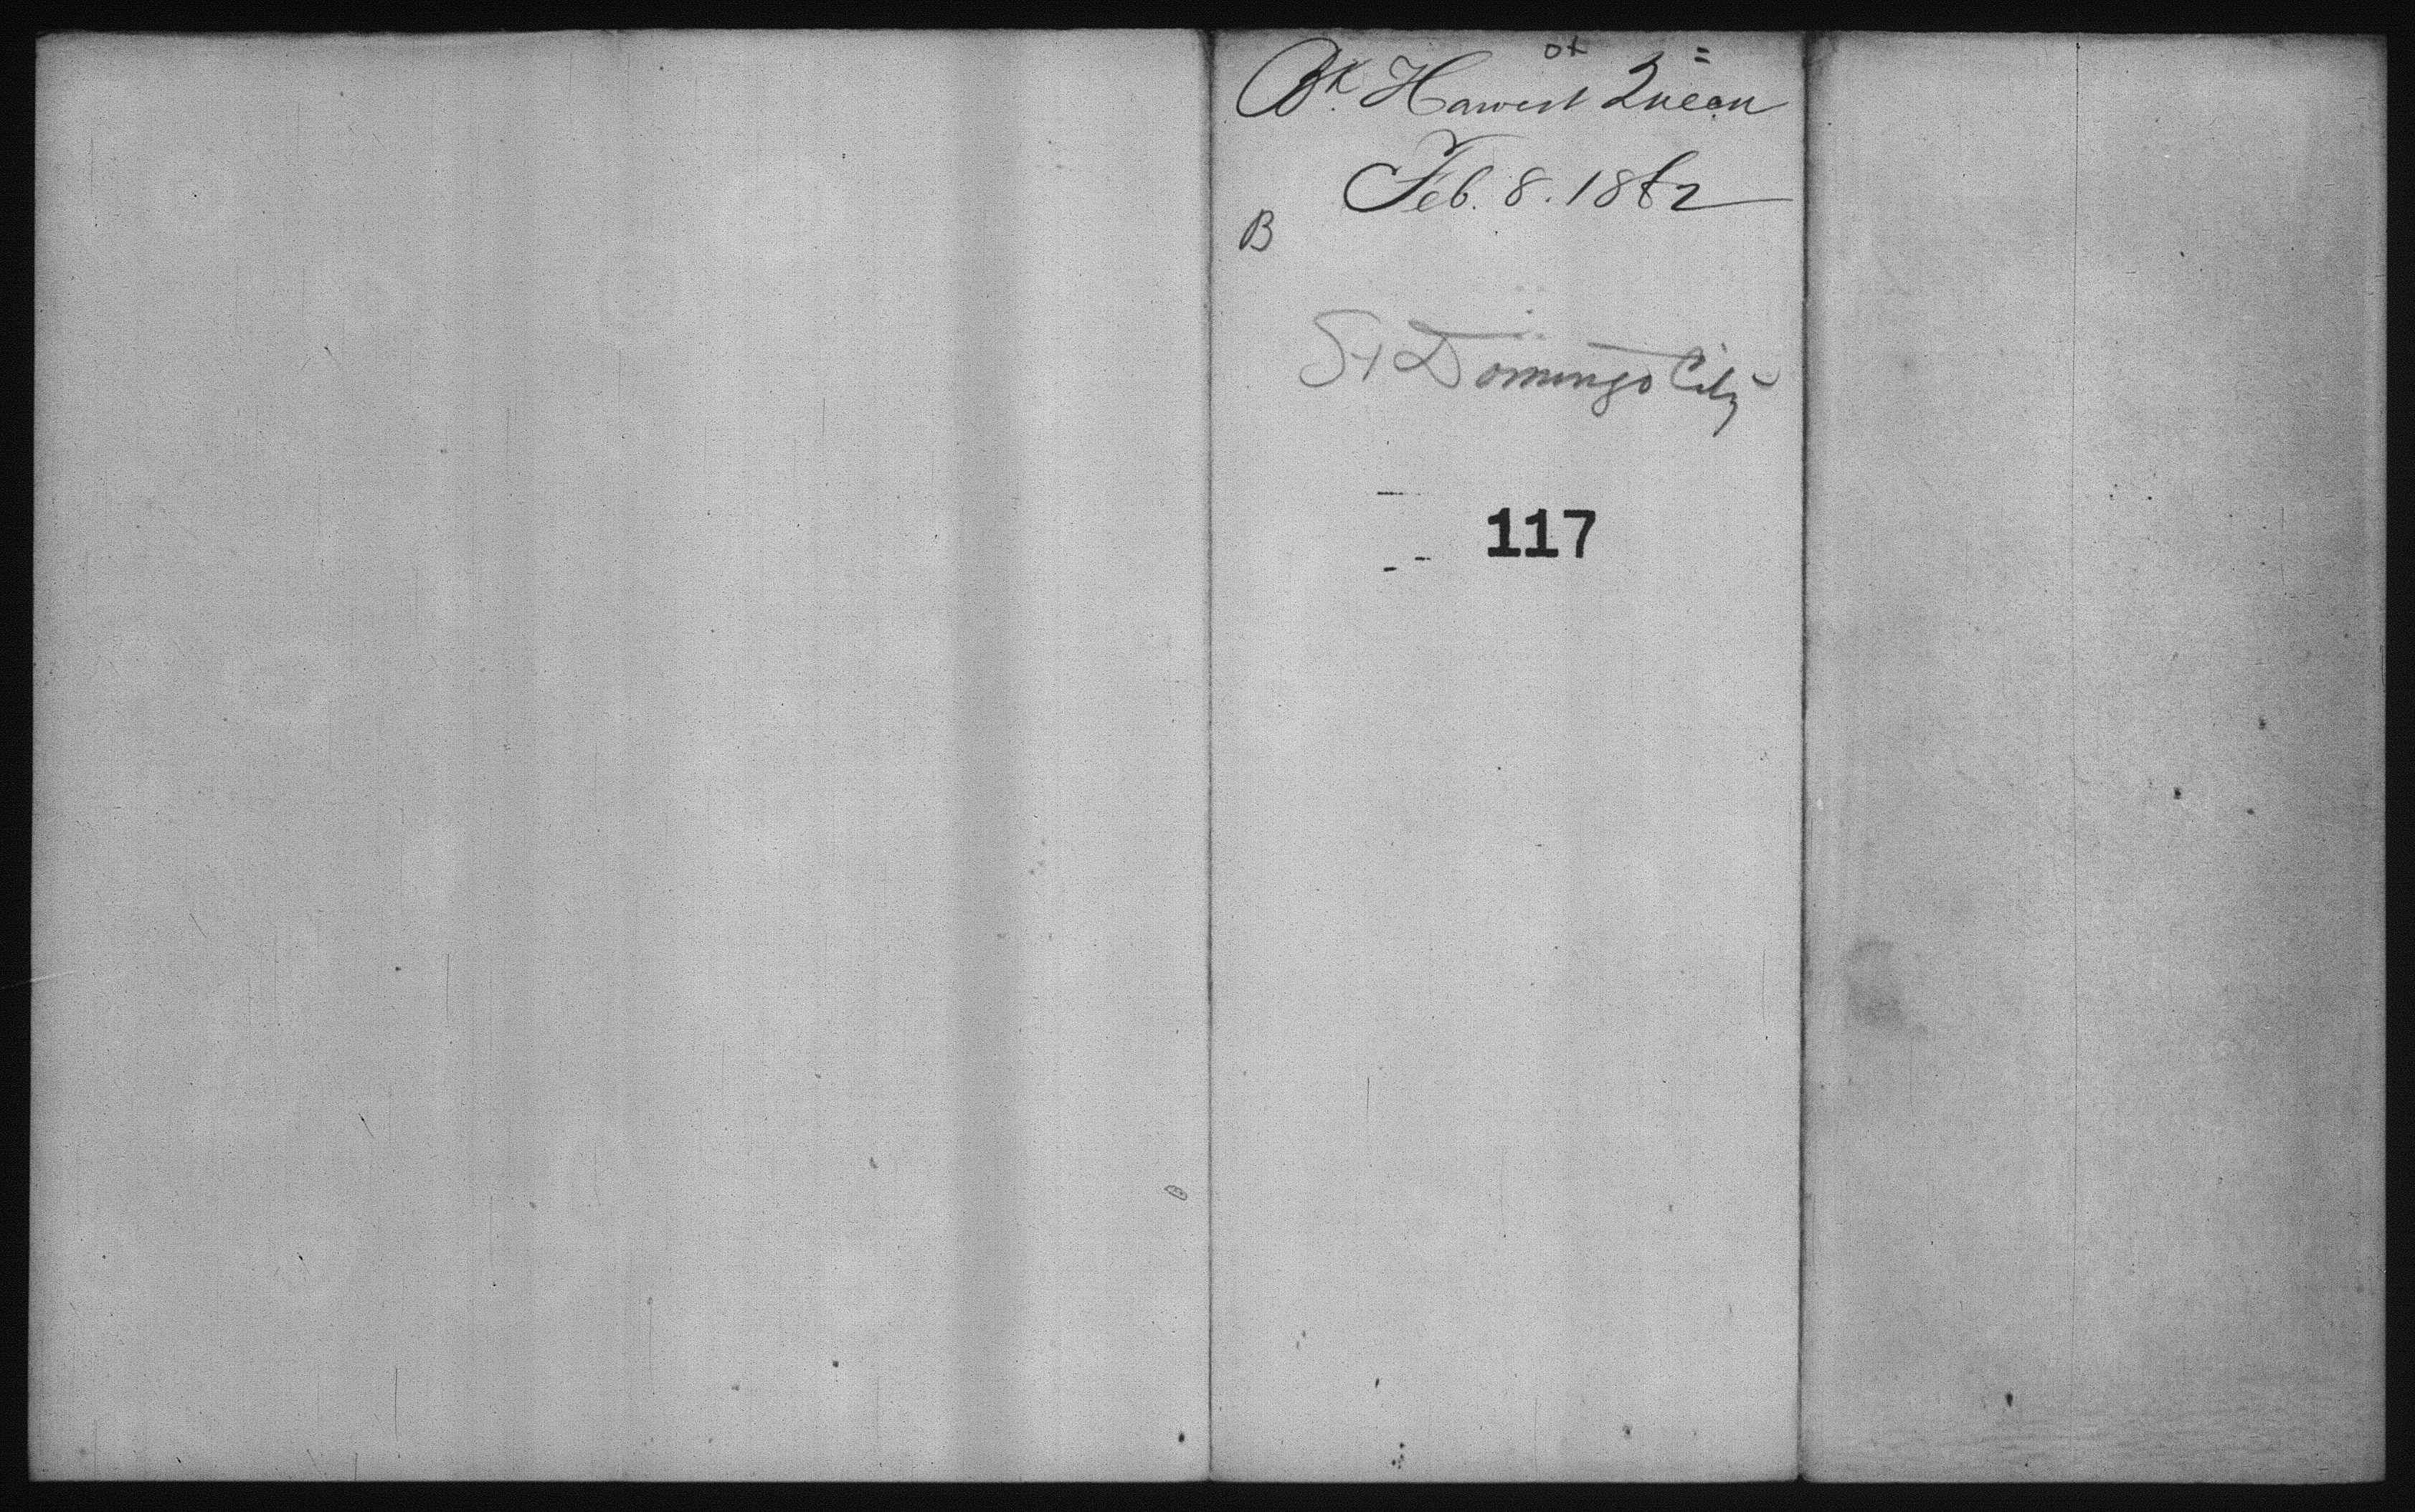 Bk. Harvest Queen
Feb. 8. 1862
B
St Domingo City
117